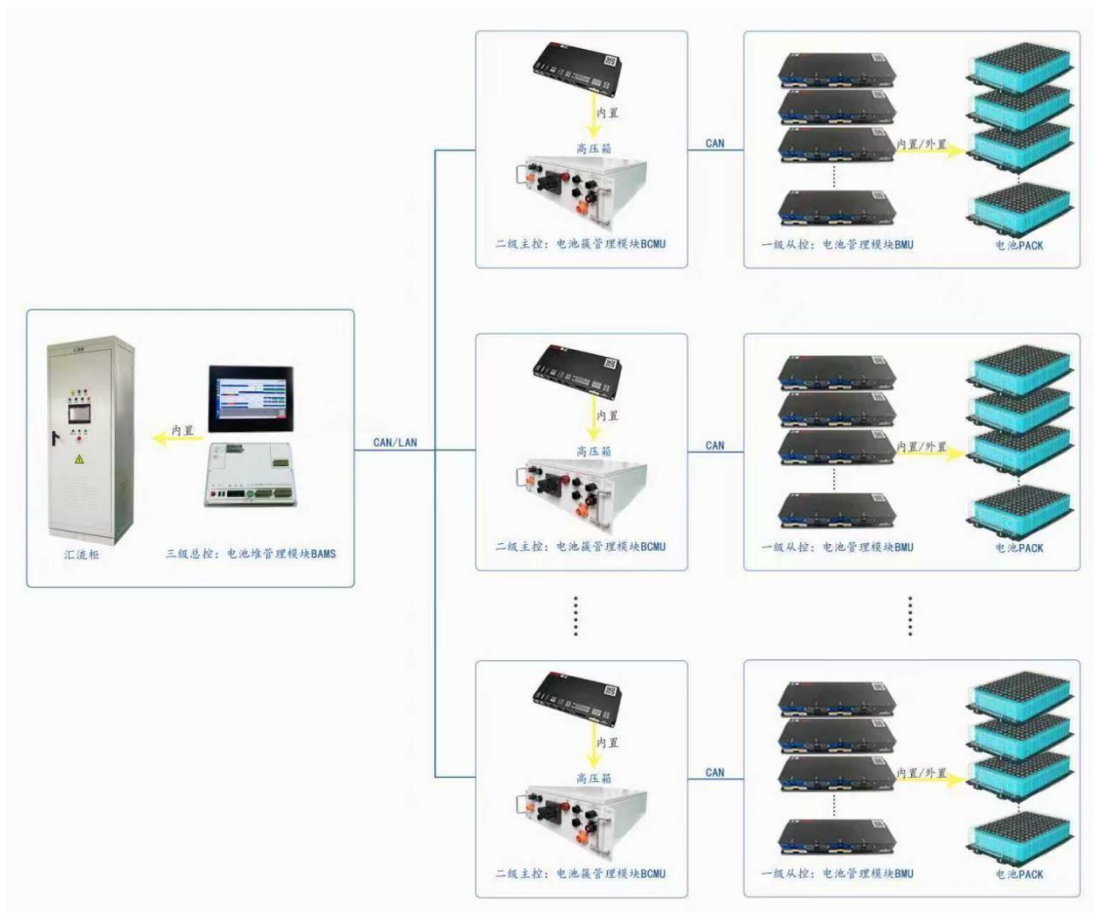 内置
高压箱
二级主控：电池簇管理模块BCMU
CAN
内置/外置
一级从控：电池管理模块BMU
电池PACK
内置
汇流柜
三级总控：电池堆管理模块BAMS
CAN/LAN
内置
高压箱
二级主控：电池簇管理模块BCMU
CAN
内置/外置
一级从控：电池管理模块BMU
电池PACK
内置
高压箱
二级主控：电池簇管理模块BCMU
CAN
内置/外置
一级从控：电池管理模块BMU
电池PACK